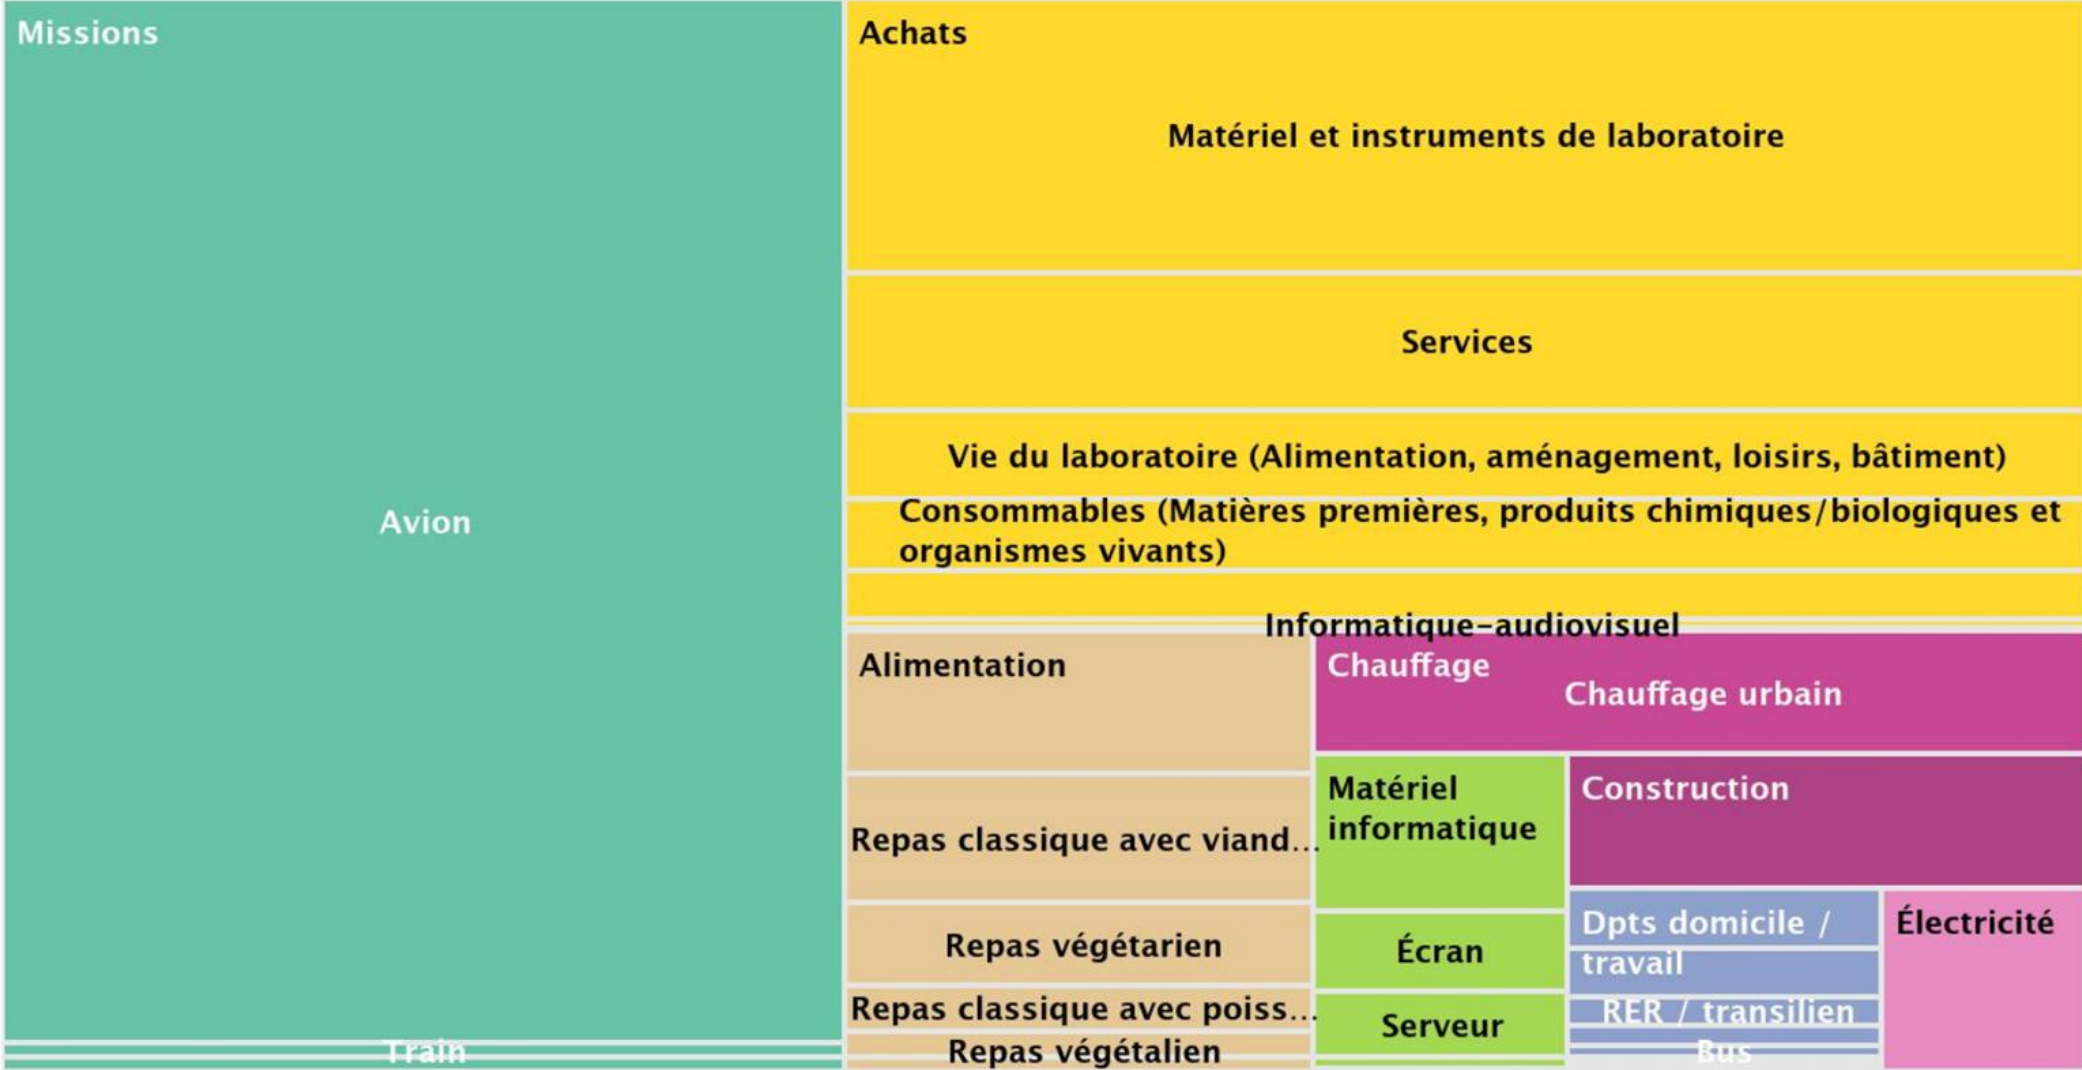 Missions
Avion
Train
Achats
Matériel et instruments de laboratoire
Services
Vie du laboratoire (Alimentation, aménagement, loisirs, bâtiment)
Consommables (Matières premières, produits chimiques/biologiques et
organismes vivants)
Informatique-audiovisuel
Alimentation
Repas classique avec viand...
Repas végétarien
Repas classique avec poiss...
Repas végétalien
Chauffage
Chauffage urbain
Matériel
informatique
Écran
Serveur
Construction
Dpts domicile /
travail
RER / transilien
Bus
Électricité